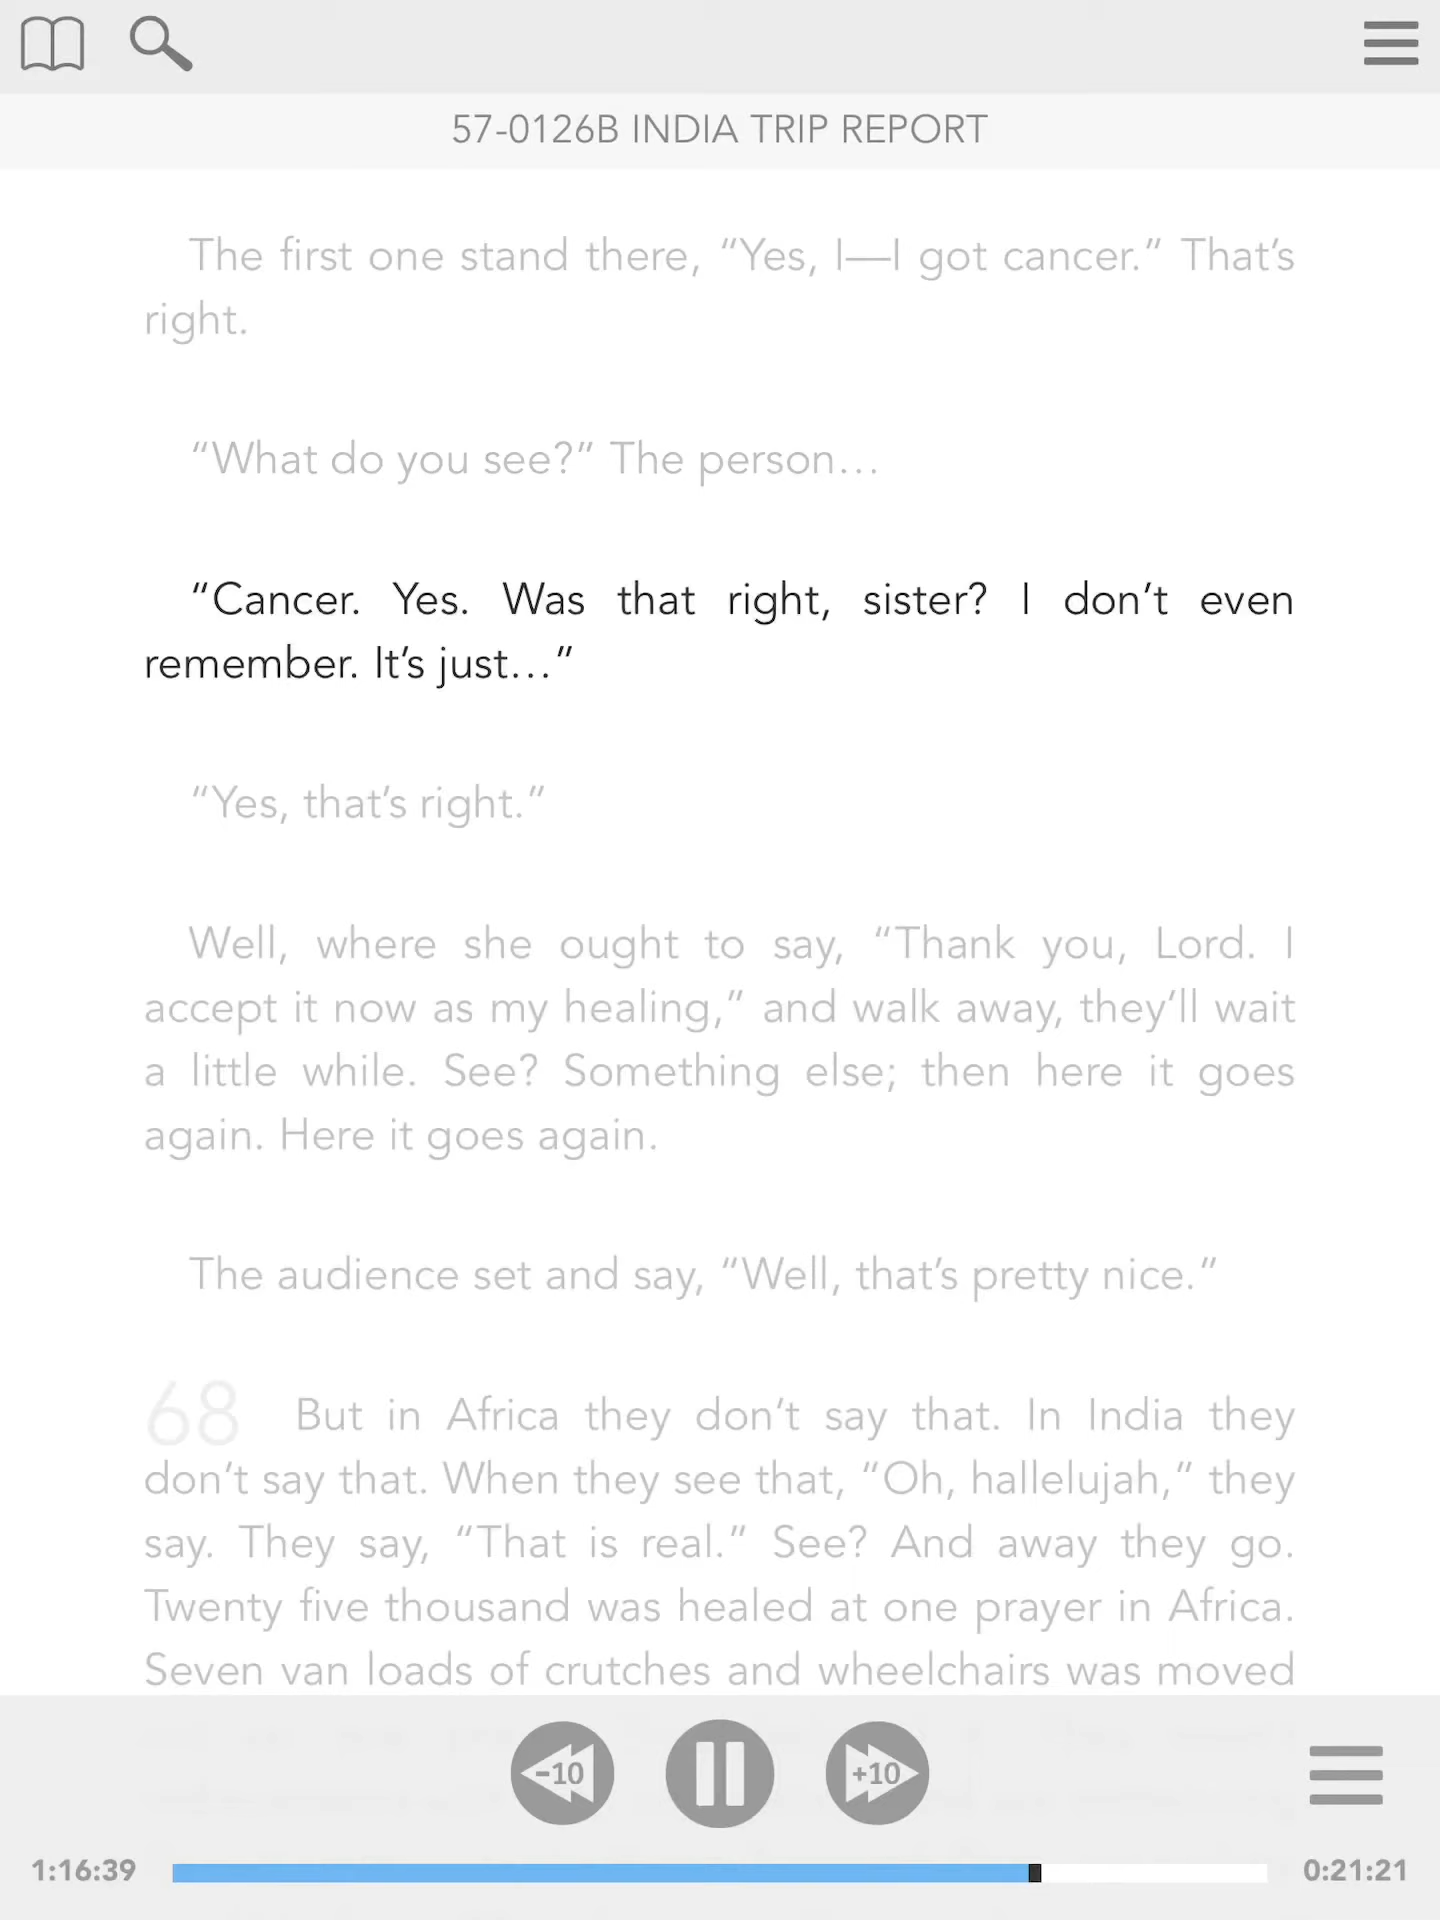 57-0126B INDIA TRIP REPORT
The first one stand there, “Yes, I—I got cancer.” That’s
right.
“What do you see?” The person…
“Cancer. Yes. Was that right, sister? I don’t even
remember. It’s just…”
“Yes, that’s right.”
Well, where she ought to say, “Thank you, Lord. I
accept it now as my healing,” and walk away, they’ll wait
a little while. See? Something else; then here it goes
again. Here it goes again.
The audience set and say, “Well, that’s pretty nice.”
68 But in Africa they don’t say that. In India they
don’t say that. When they see that, “Oh, hallelujah,” they
say. They say, “That is real.” See? And away they go.
Twenty five thousand was healed at one prayer in Africa.
Seven van loads of crutches and wheelchairs was moved
-10 +10
1:16:39 0:21:21